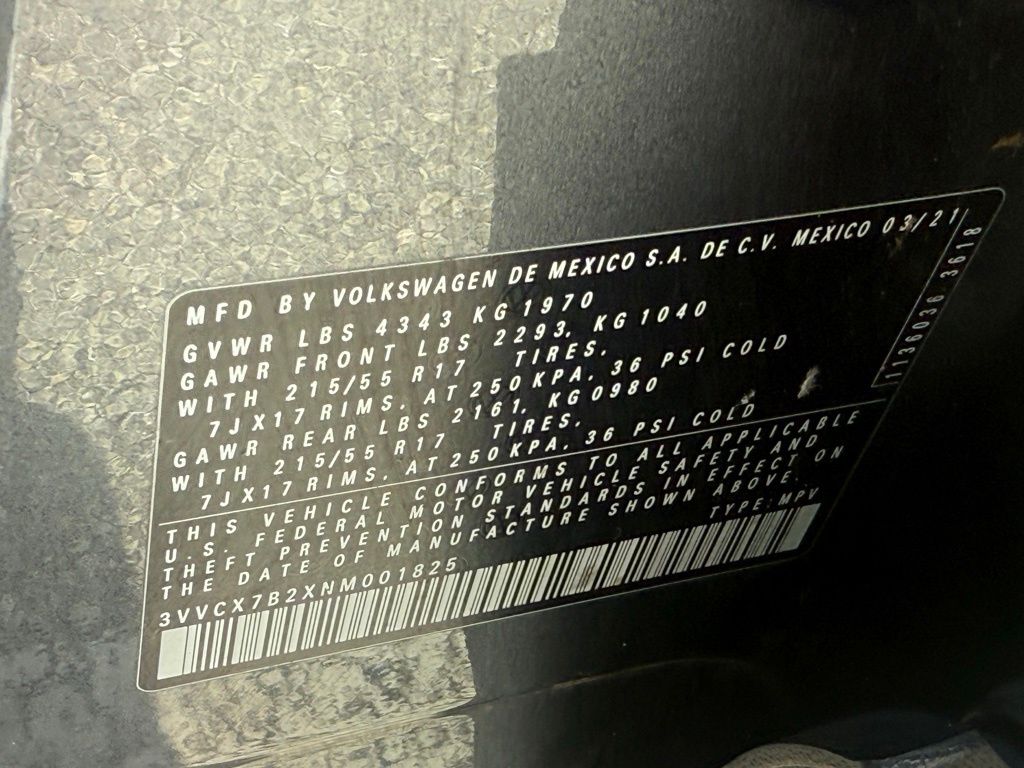 MFD BY VOLKSWAGEN DE MEXICO S.A. DE C.V. MEXICO 03/21
GVWR LBS 4343 KG 1970
GAWR FRONT LBS 2293, KG 1040
WITH 215/55 R17 TIRES,
7JX17 RIMS, AT 250 KPA, 36 PSI COLD
GAWR REAR LBS 2161, KG0980
WITH 215/55 R17 TIRES,
7JX17 RIMS, AT 250KPA, 36 PSI COLD
1136036 3618
THIS VEHICLE CONFORMS TO ALL APPLICABLE
U.S. FEDERAL MOTOR VEHICLE SAFETY AND
THEFT PREVENTION STANDARDS IN EFFECT ON
THE DATE OF MANUFACTURE SHOWN ABOVE.
TYPE: MPV
3VVCX7B2XNM001825